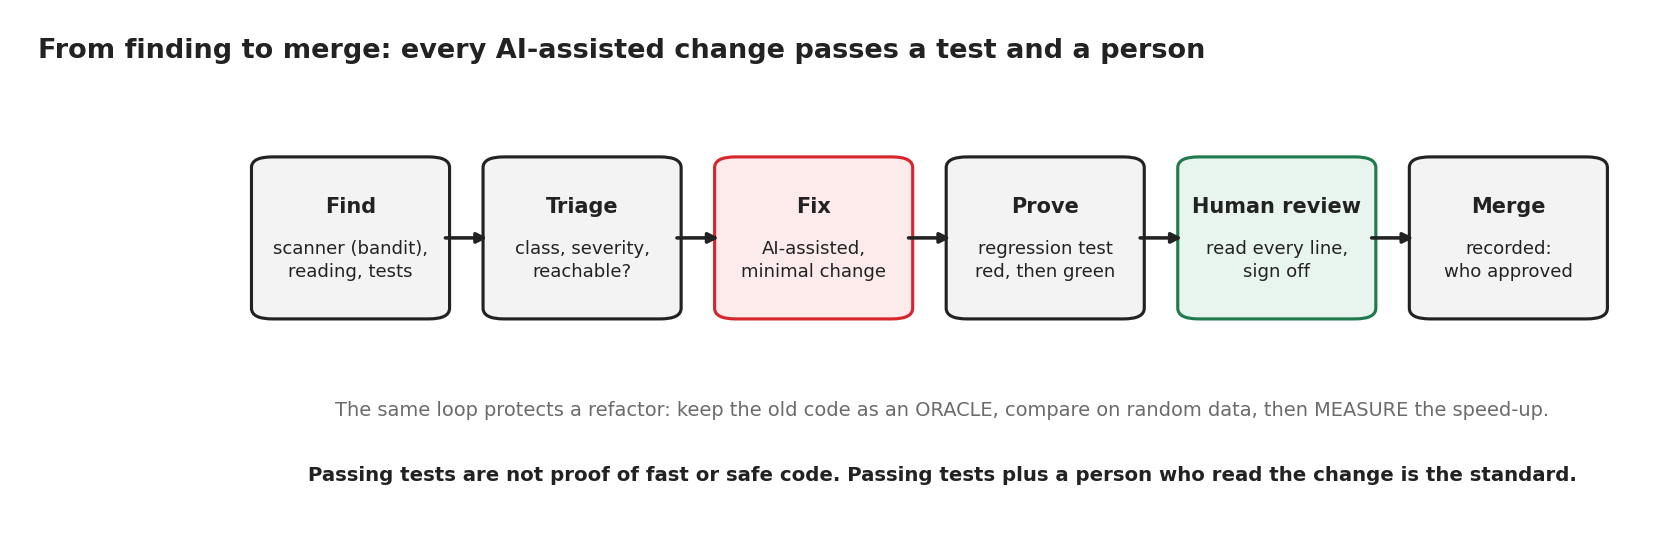 From finding to merge: every AI-assisted change passes a test and a person
Find
scanner (bandit),
reading, tests
Triage
class, severity,
reachable?
Fix
AI-assisted,
minimal change
Prove
regression test
red, then green
Human review
read every line,
sign off
Merge
recorded:
who approved
The same loop protects a refactor: keep the old code as an ORACLE, compare on random data, then MEASURE the speed-up.
Passing tests are not proof of fast or safe code. Passing tests plus a person who read the change is the standard.